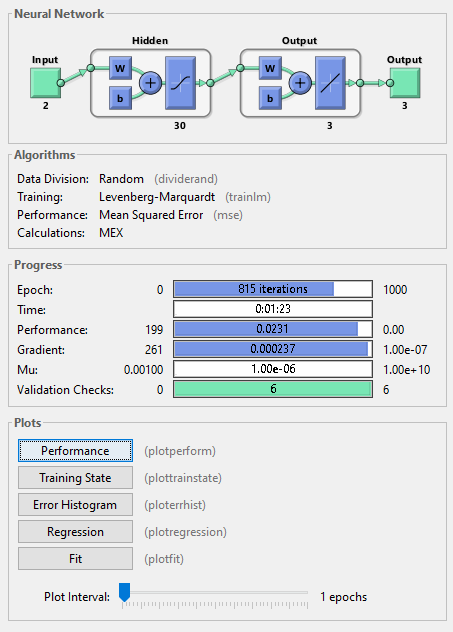 Neural Network
Hidden Output
Input Output
W W
b b
2 3
30 3
Algorithms
Data Division: Random (dividerand)
Training: Levenberg-Marquardt (trainlm)
Performance: Mean Squared Error (mse)
Calculations: MEX
Progress
Epoch: 0 815 iterations 1000
Time: 0:01:23
Performance: 199 0.0231 0.00
Gradient: 261 0.000237 1.00e-07
Mu: 0.00100 1.00e-06 1.00e+10
Validation Checks: 0 6 6
Plots
Performance (plotperform)
Training State (plottrainstate)
Error Histogram (ploterrhist)
Regression (plotregression)
Fit (plotfit)
Plot Interval: 1 epochs